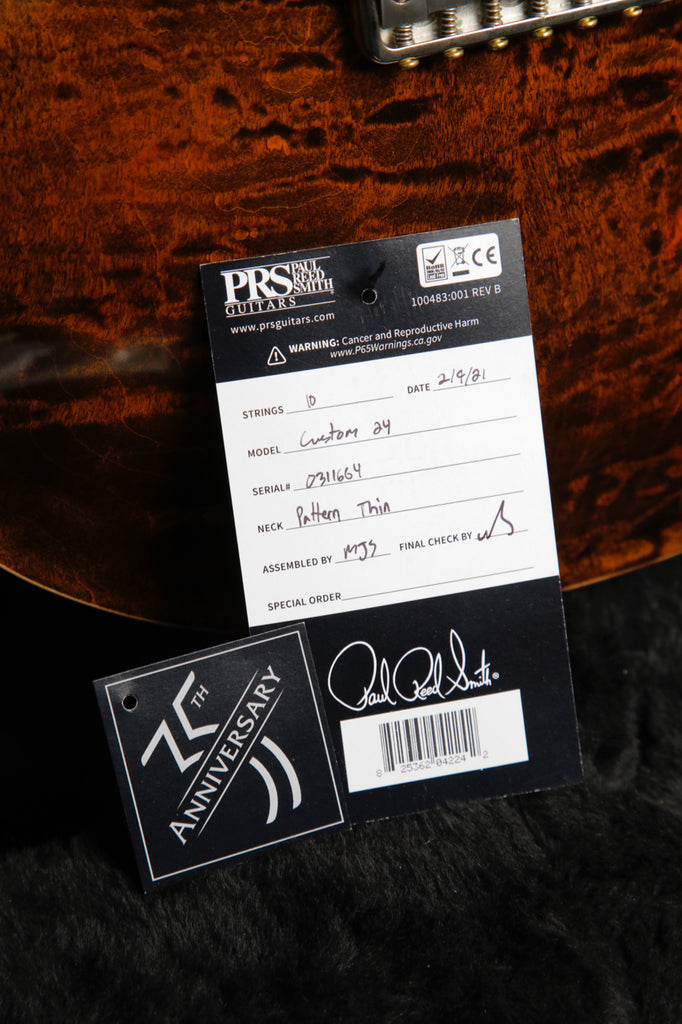 PRS PAUL REED SMITH
GUITARS
www.prsguitars.com
RoHS
CE
100483:001 REV B
WARNING: Cancer and Reproductive Harm
www.P65Warnings.ca.gov
STRINGS 10 DATE 2/4/21
MODEL Custom 24
SERIAL# 0311664
NECK Pattern Thin
ASSEMBLED BY MJS FINAL CHECK BY
SPECIAL ORDER
Paul Reed Smith®
8 25362 04224 2
35TH
ANNIVERSARY